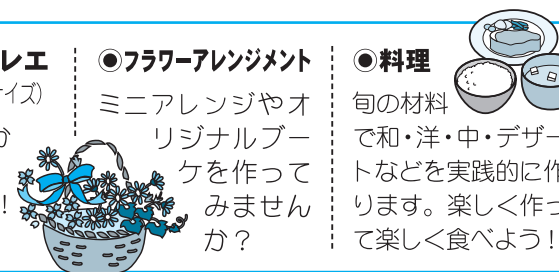 レエ
イズ)
か
!
◉フラワーアレンジメント
ミニアレンジやオ
リジナルブー
ケを作って
みません
か?
◉料理
旬の材料
で和・洋・中・デザー
トなどを実践的に作
ります。楽しく作っ
て楽しく食べよう!